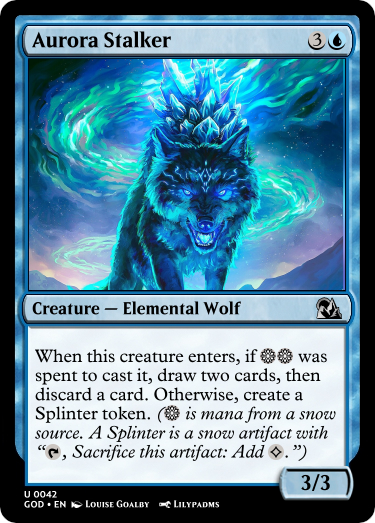 Aurora Stalker 3
Creature — Elemental Wolf
When this creature enters, if was
spent to cast it, draw two cards, then
discard a card. Otherwise, create a
Splinter token. ( is mana from a snow
source. A Splinter is a snow artifact with
“ , Sacrifice this artifact: Add .”)
3/3
U 0042
GOD • EN Louise Goalby Lilypadms